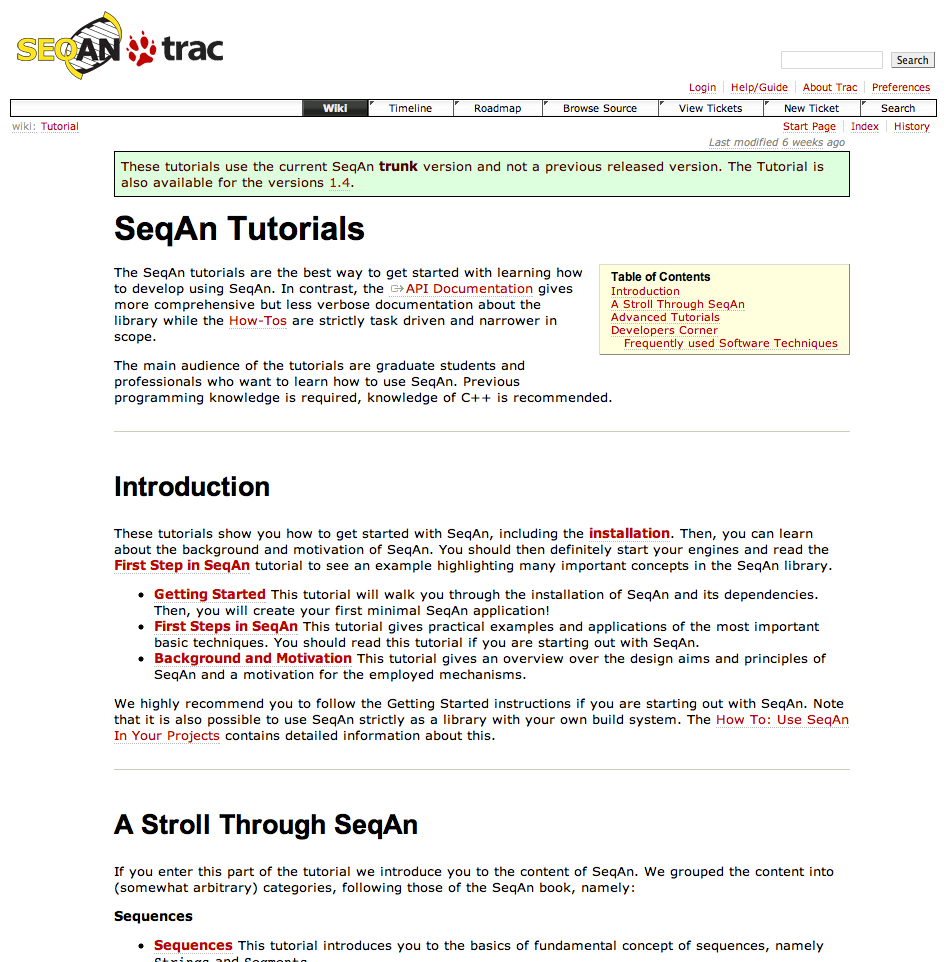 SEQAN trac
Search
Login Help/Guide About Trac Preferences
Wiki Timeline Roadmap Browse Source View Tickets New Ticket Search
wiki: Tutorial
Start Page Index History
Last modified 6 weeks ago
These tutorials use the current SeqAn trunk version and not a previous released version. The Tutorial is
also available for the versions 1.4.
SeqAn Tutorials
The SeqAn tutorials are the best way to get started with learning how
to develop using SeqAn. In contrast, the API Documentation gives
more comprehensive but less verbose documentation about the
library while the How-Tos are strictly task driven and narrower in
scope.
Table of Contents
Introduction
A Stroll Through SeqAn
Advanced Tutorials
Developers Corner
Frequently used Software Techniques
The main audience of the tutorials are graduate students and
professionals who want to learn how to use SeqAn. Previous
programming knowledge is required, knowledge of C++ is recommended.
Introduction
These tutorials show you how to get started with SeqAn, including the installation. Then, you can learn
about the background and motivation of SeqAn. You should then definitely start your engines and read the
First Step in SeqAn tutorial to see an example highlighting many important concepts in the SeqAn library.
• Getting Started This tutorial will walk you through the installation of SeqAn and its dependencies.
Then, you will create your first minimal SeqAn application!
• First Steps in SeqAn This tutorial gives practical examples and applications of the most important
basic techniques. You should read this tutorial if you are starting out with SeqAn.
• Background and Motivation This tutorial gives an overview over the design aims and principles of
SeqAn and a motivation for the employed mechanisms.
We highly recommend you to follow the Getting Started instructions if you are starting out with SeqAn. Note
that it is also possible to use SeqAn strictly as a library with your own build system. The How To: Use SeqAn
In Your Projects contains detailed information about this.
A Stroll Through SeqAn
If you enter this part of the tutorial we introduce you to the content of SeqAn. We grouped the content into
(somewhat arbitrary) categories, following those of the SeqAn book, namely:
Sequences
• Sequences This tutorial introduces you to the basics of fundamental concept of sequences, namely
Strings and Segments.